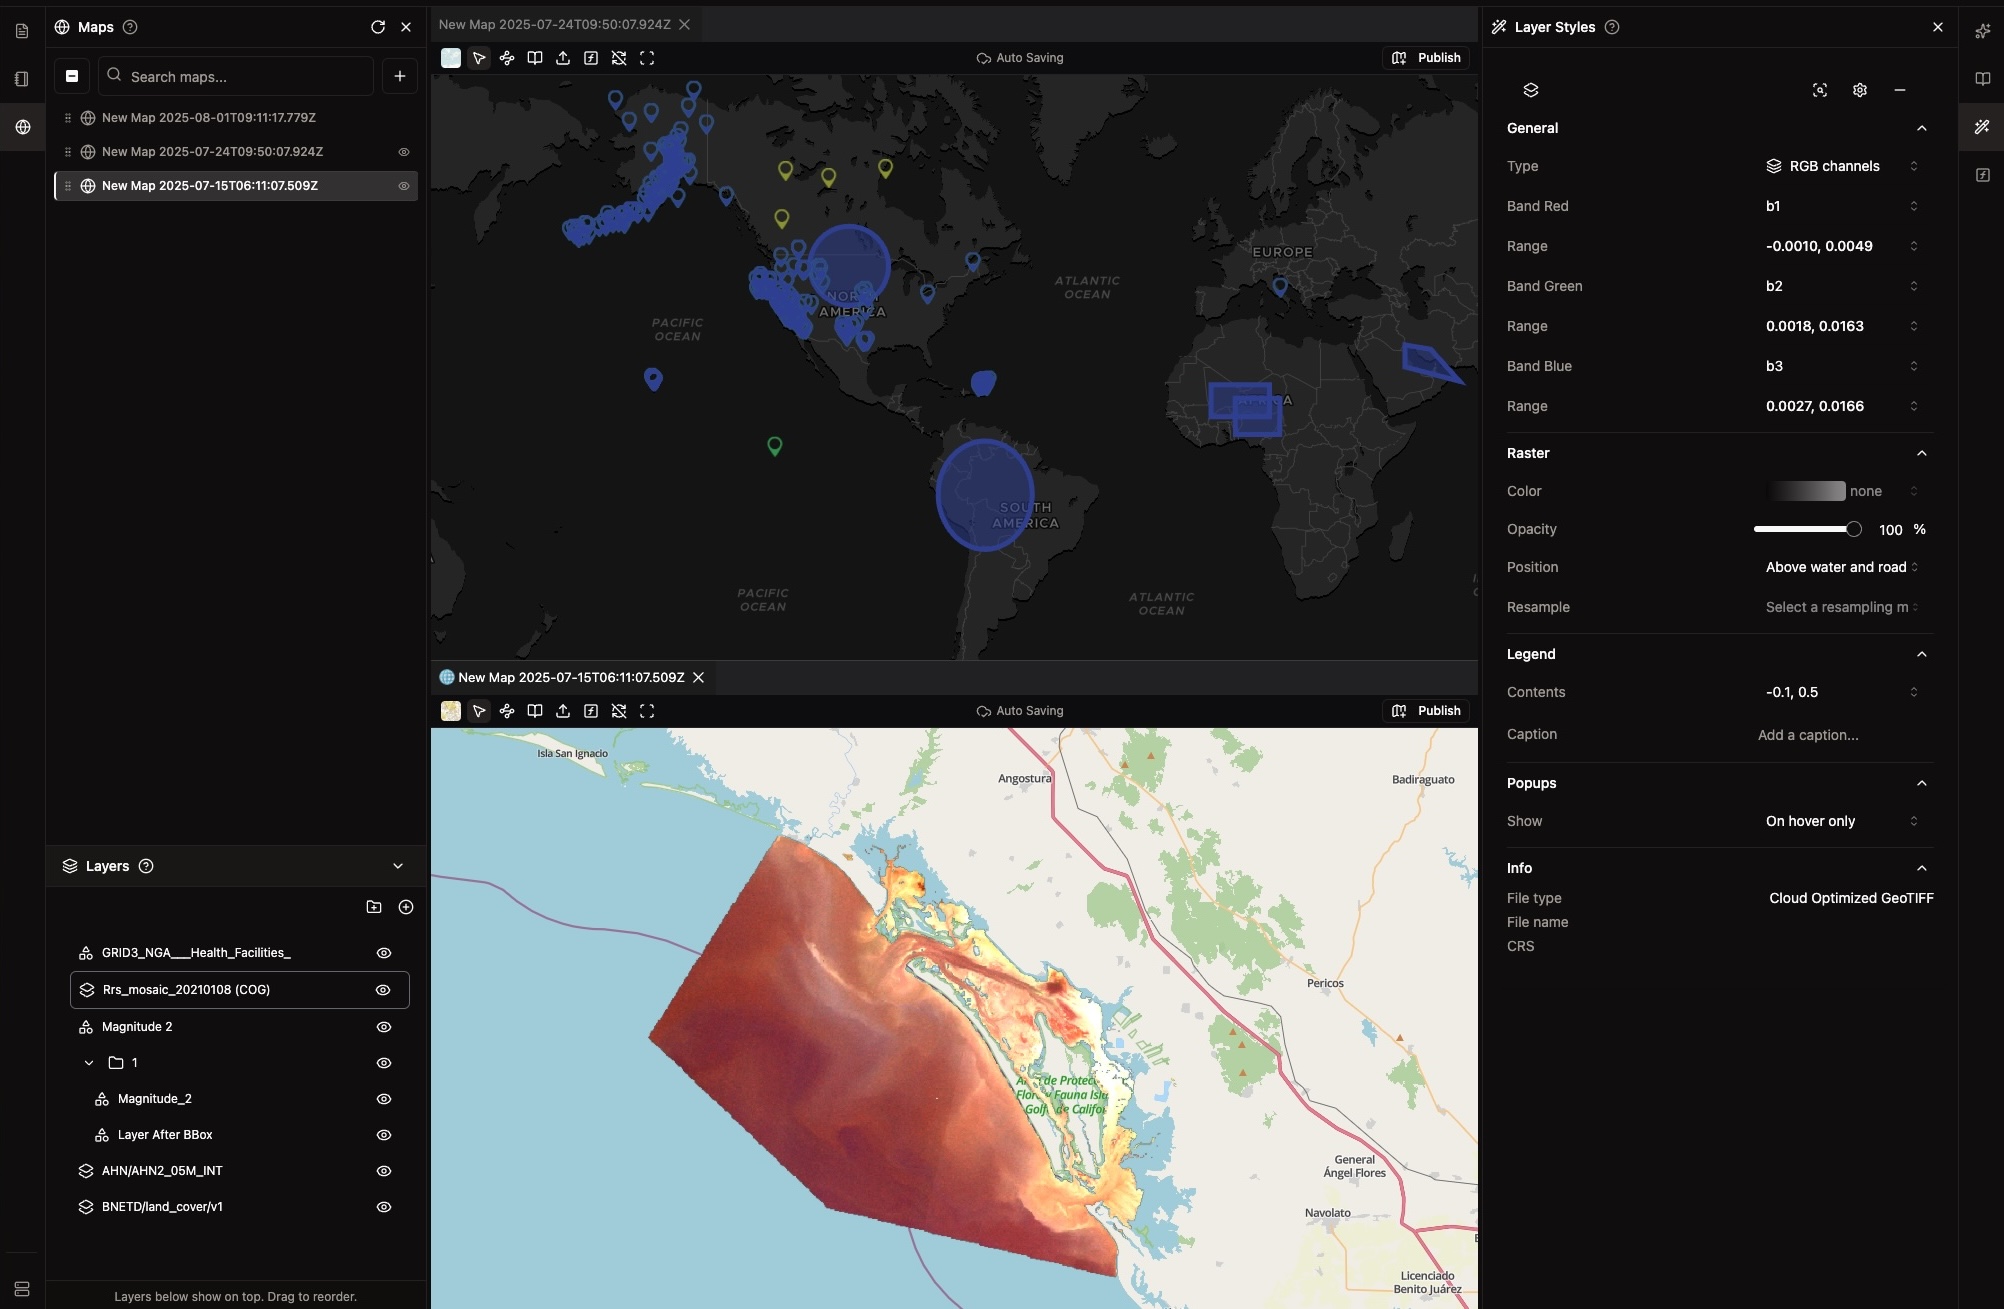 Maps
Search maps...
New Map 2025-08-01T09:11:17.779Z
New Map 2025-07-24T09:50:07.924Z
New Map 2025-07-15T06:11:07.509Z
Layers
GRID3_NGA___Health_Facilities_
Rrs_mosaic_20210108 (COG)
Magnitude 2
1
Magnitude_2
Layer After BBox
AHN/AHN2_05M_INT
BNETD/land_cover/v1
Layers below show on top. Drag to reorder.
New Map 2025-07-24T09:50:07.924Z
Auto Saving
Publish
EUROPE
ATLANTIC
OCEAN
NORTH
AMERICA
PACIFIC
OCEAN
AFRICA
SOUTH
AMERICA
PACIFIC
OCEAN
ATLANTIC
OCEAN
New Map 2025-07-15T06:11:07.509Z
Auto Saving
Publish
Isla San Ignacio
Angostura
Badiraguato
Pericos
de
Fauna
de
General
Ángel Flores
Navolato
Licenciado
Benito Juárez
Layer Styles
General
Type RGB channels
Band Red b1
Range -0.0010, 0.0049
Band Green b2
Range 0.0018, 0.0163
Band Blue b3
Range 0.0027, 0.0166
Raster
Color none
Opacity 100 %
Position Above water and road
Resample Select a resampling m
Legend
Contents -0.1, 0.5
Caption Add a caption...
Popups
Show On hover only
Info
File type Cloud Optimized GeoTIFF
File name
CRS